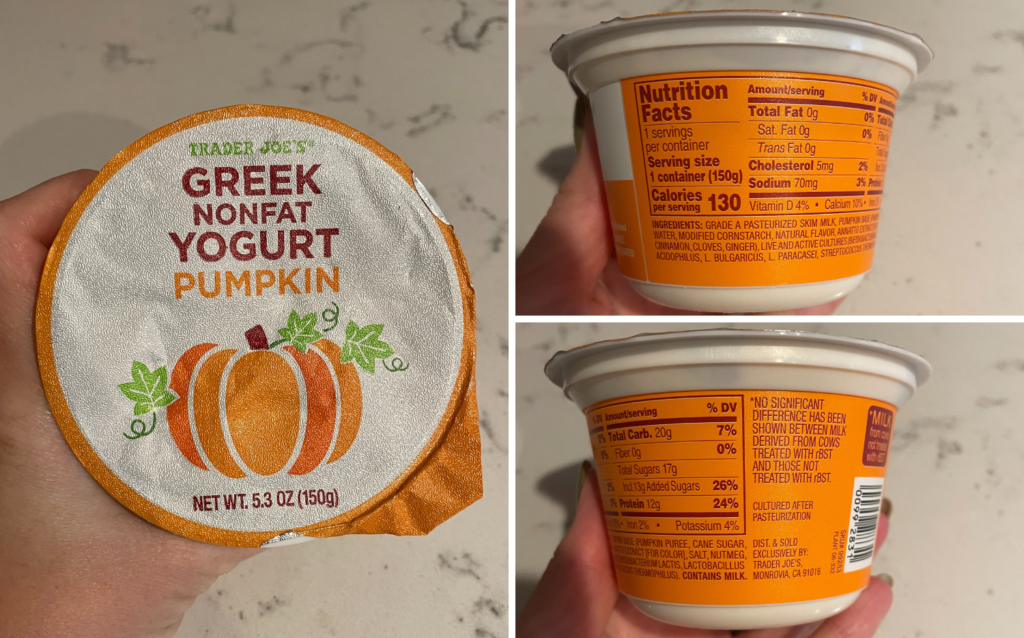 TRADER JOE'S®
GREEK
NONFAT
YOGURT
PUMPKIN
NET WT. 5.3 OZ (150g)
Nutrition
Facts
1 servings
per container
Serving size
1 container (150g)
Calories
per serving 130
Amount/serving % DV
Total Fat 0g 0%
Sat. Fat 0g 0%
Trans Fat 0g
Cholesterol 5mg 2%
Sodium 70mg 3%
Vitamin D 4% • Calcium 10% •
INGREDIENTS: GRADE A PASTEURIZED SKIM MILK, PUMPKIN BASE
WATER, MODIFIED CORNSTARCH, NATURAL FLAVOR, ANNATTO
CINNAMON, CLOVES, GINGER), LIVE AND ACTIVE CULTURES
ACIDOPHILUS, L. BULGARICUS, L. PARACASEI, STREPTOCOCCUS
Amount/serving % DV
Total Carb. 20g 7%
Fiber 0g 0%
Total Sugars 17g
Incl.13g Added Sugars 26%
Protein 12g 24%
Iron 2% • Potassium 4%
BASE (PUMPKIN PUREE, CANE SUGAR,
EXTRACT [FOR COLOR), SALT, NUTMEG,
LACTIS, LACTOBACILLUS
THERMOPHILUS). CONTAINS MILK.
*NO SIGNIFICANT
DIFFERENCE HAS BEEN
SHOWN BETWEEN MILK
DERIVED FROM COWS
TREATED WITH rBST
AND THOSE NOT
TREATED WITH rBST.
CULTURED AFTER
PASTEURIZATION
DIST. & SOLD
EXCLUSIVELY BY:
TRADER JOE'S,
MONROVIA, CA 91016
*MILK
from cows
not treated
with rBST
00992831